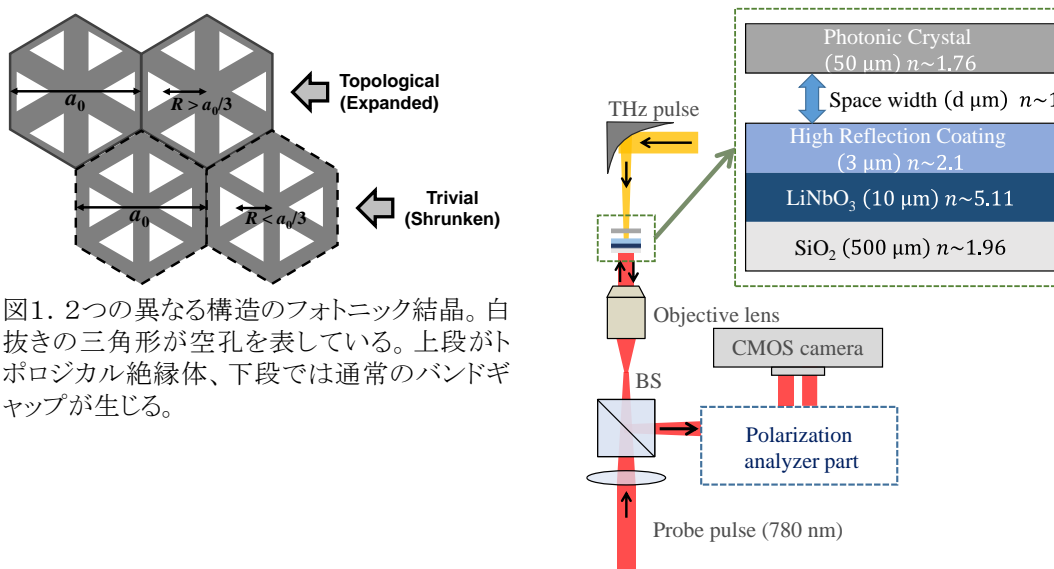 Topological
(Expanded)
a₀
R > a₀/3
Trivial
(Shrunken)
a₀
R < a₀/3
図1. 2つの異なる構造のフォトニック結晶。白
抜きの三角形が空孔を表している。上段がト
ポロジカル絶縁体、下段では通常のバンドギ
ャップが生じる。
THz pulse
Photonic Crystal
(50 μm) n~1.76
Space width (d μm) n~1
High Reflection Coating
(3 μm) n~2.1
LiNbO₃ (10 μm) n~5.11
SiO₂ (500 μm) n~1.96
Objective lens
CMOS camera
BS
Polarization
analyzer part
Probe pulse (780 nm)